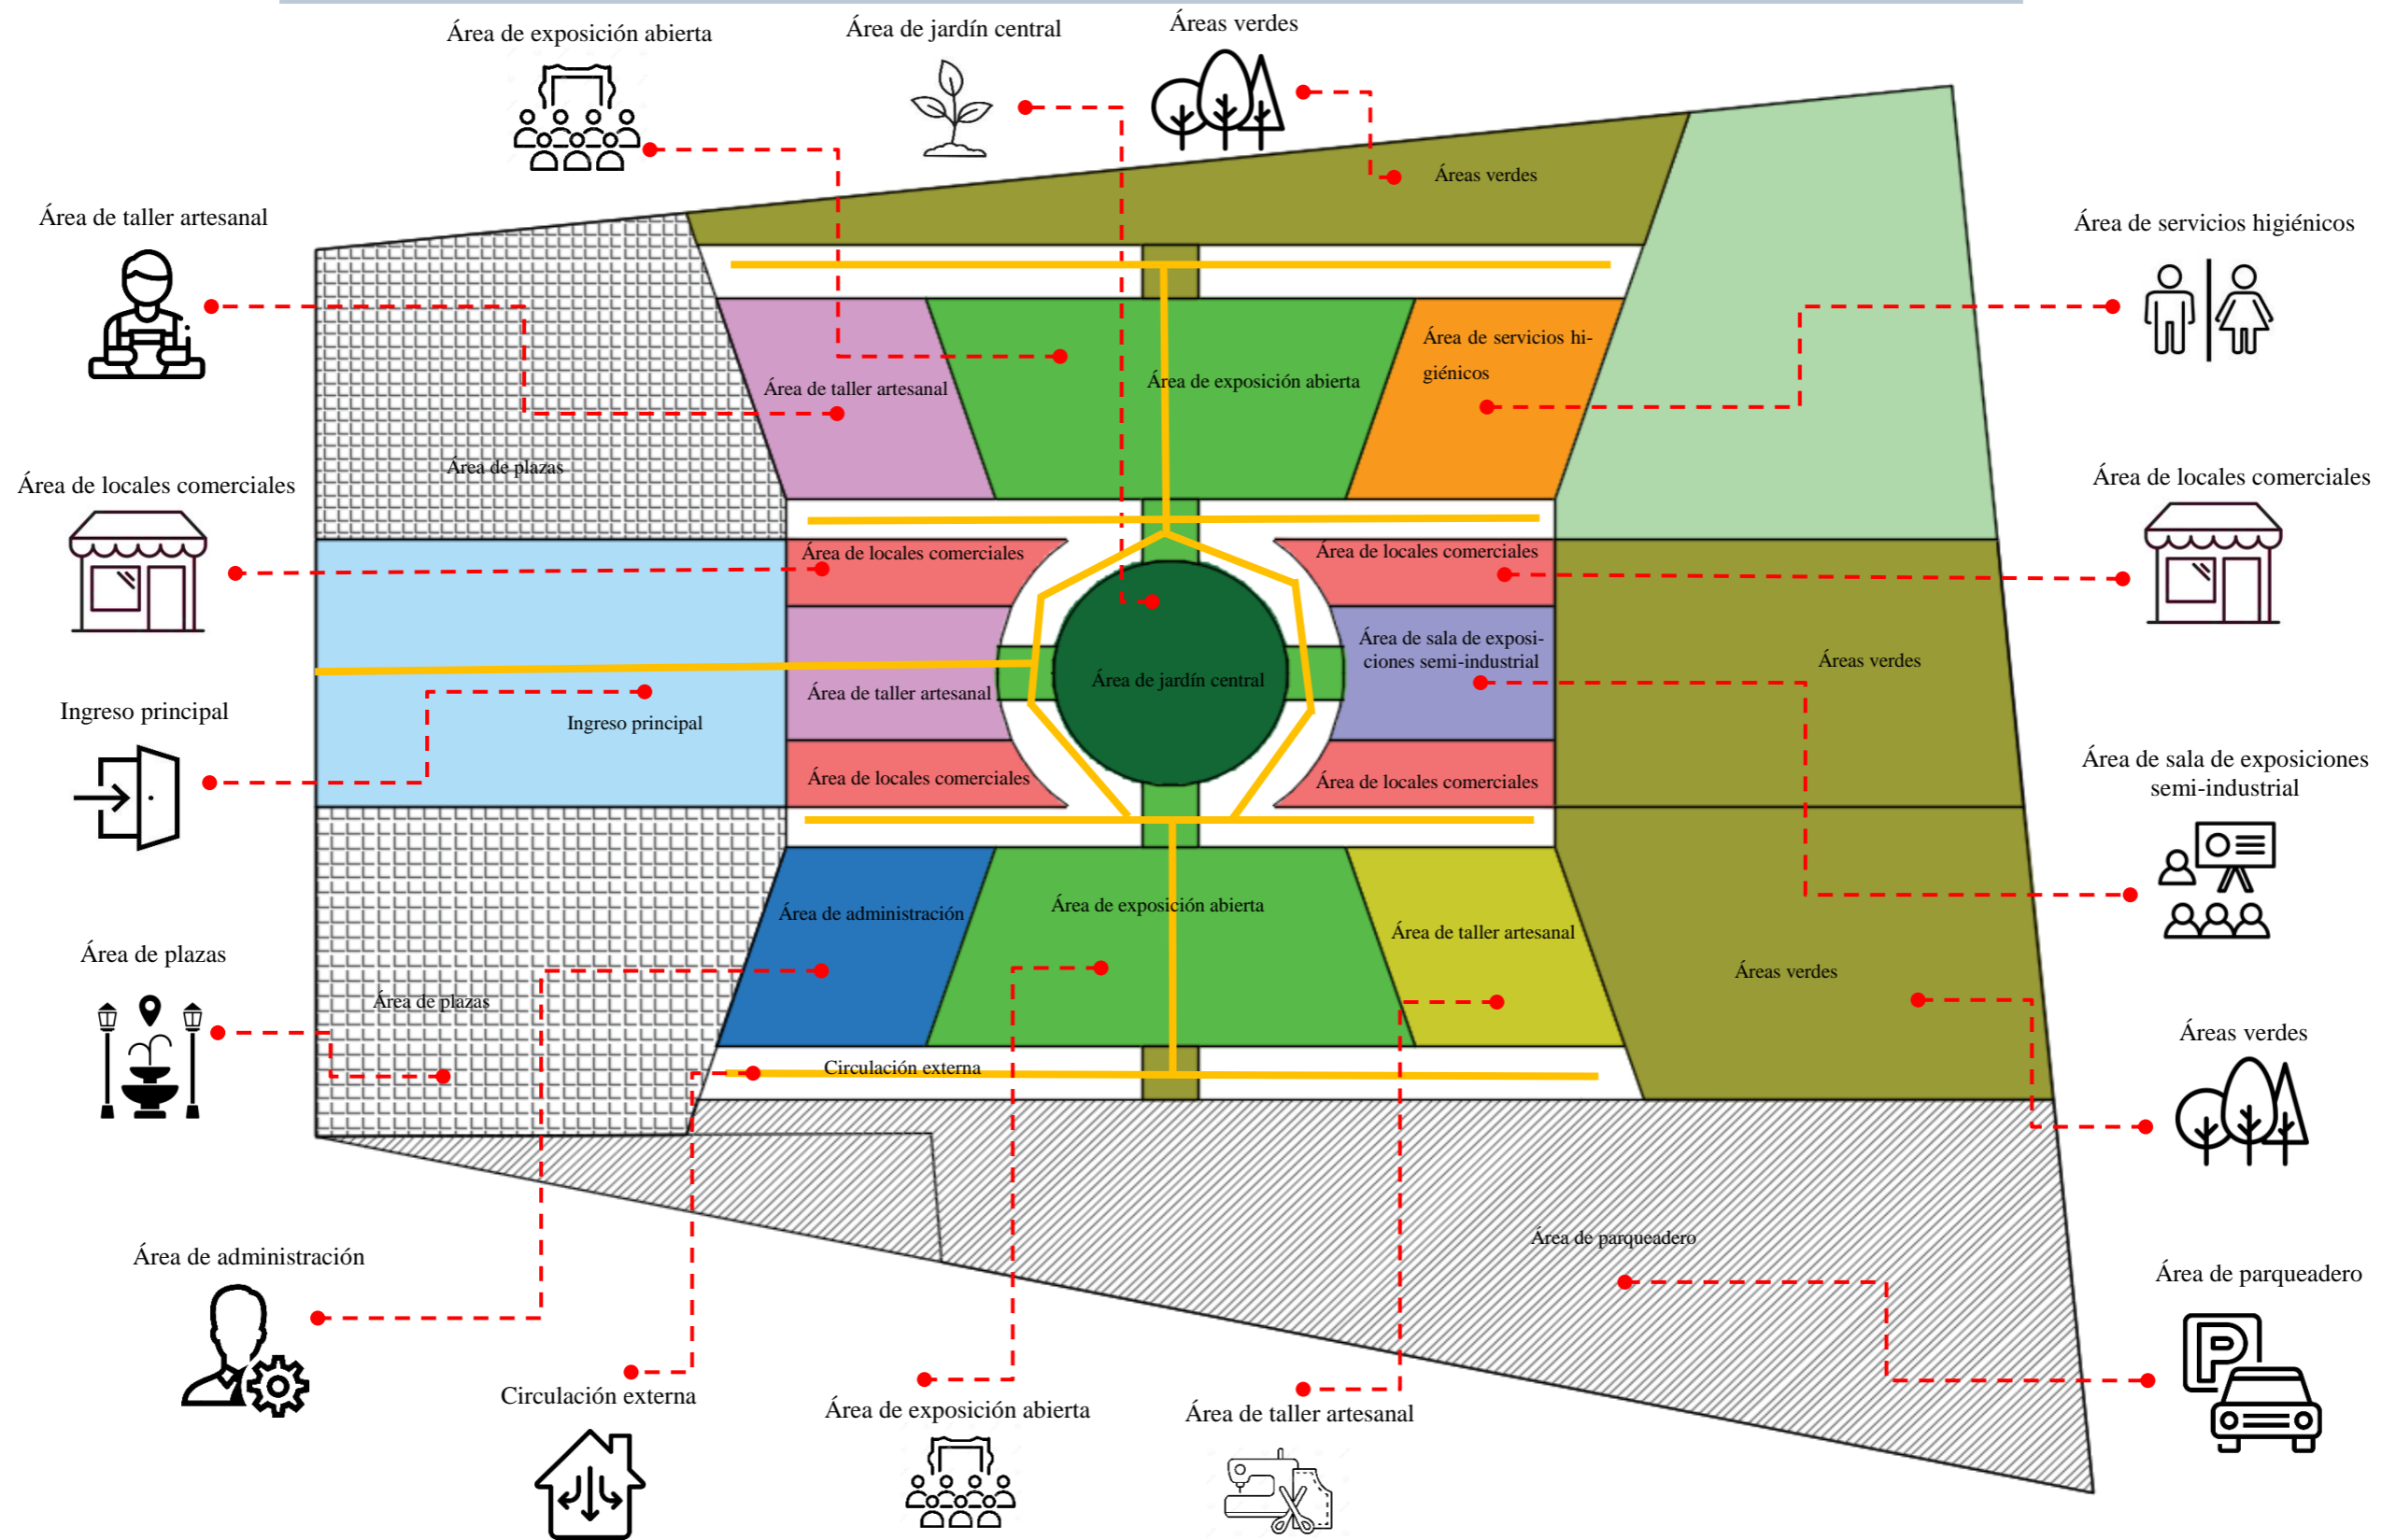 Área de exposición abierta
Área de jardín central
Áreas verdes
Áreas verdes
Área de taller artesanal
Área de servicios higiénicos
Área de servicios hi-
giénicos
Área de exposición abierta
Área de taller artesanal
Área de plazas
Área de locales comerciales
Área de locales comerciales
Área de locales comerciales
Área de locales comerciales
Área de sala de exposi-
ciones semi-industrial
Áreas verdes
Área de jardín central
Área de taller artesanal
Ingreso principal
Ingreso principal
Área de locales comerciales
Área de locales comerciales
Área de sala de exposiciones
semi-industrial
Área de administración
Área de exposición abierta
Área de taller artesanal
Área de plazas
Áreas verdes
Área de plazas
Áreas verdes
Circulación externa
Área de parqueadero
Área de administración
Área de parqueadero
P
Circulación externa
Área de exposición abierta
Área de taller artesanal